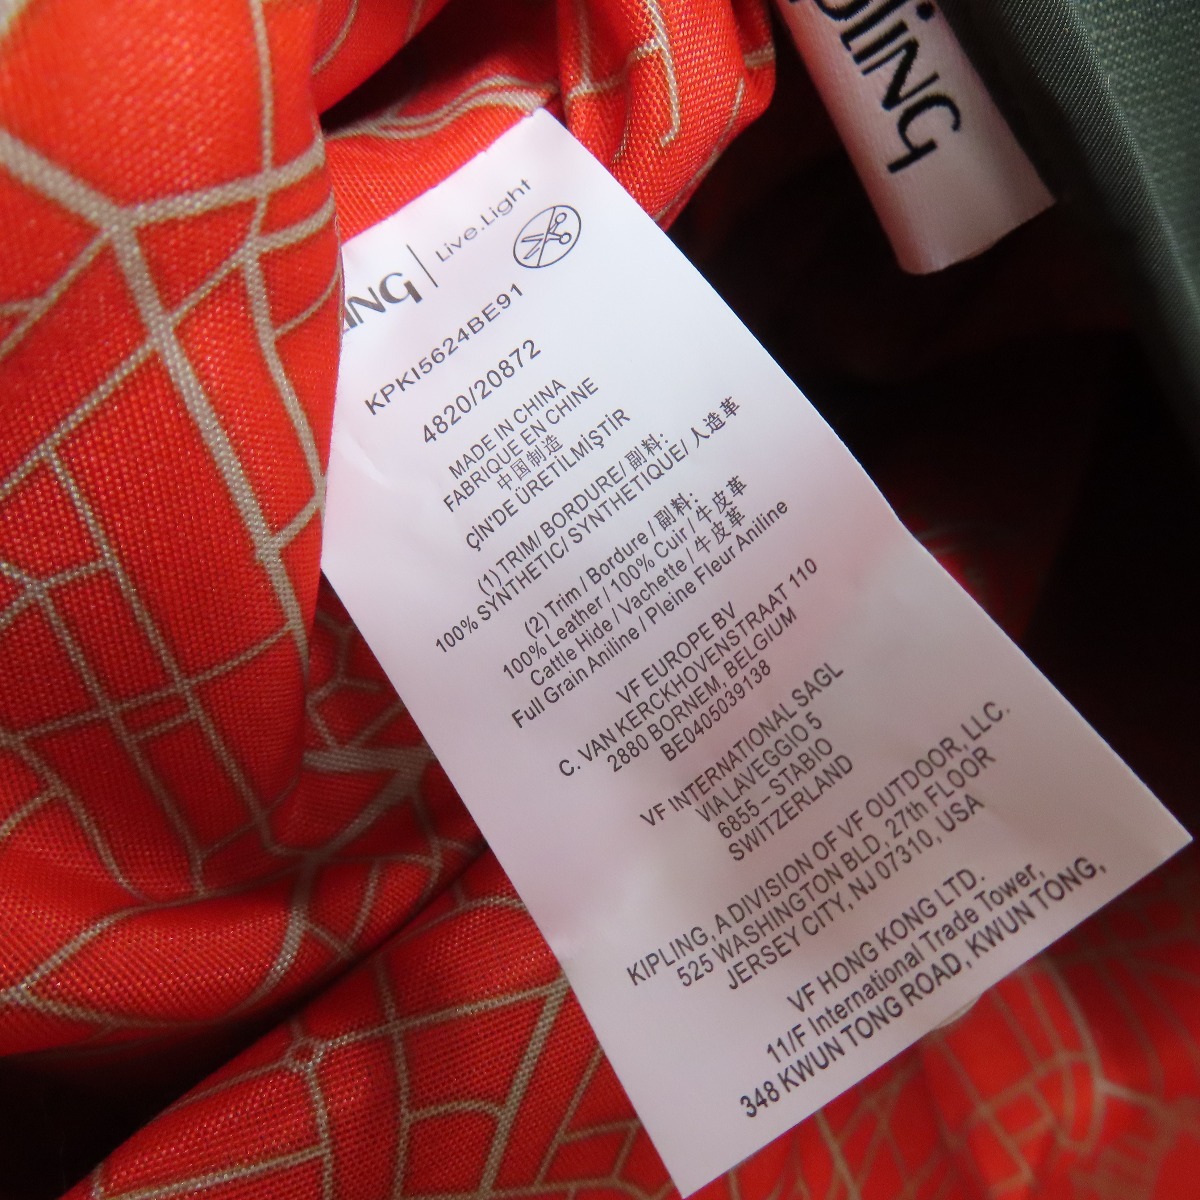 pling
ING | Live.Light
KPKI5624BE91
4820/20872
MADE IN CHINA
FABRIQUE EN CHINE
中国制造
ÇİN'DE ÜRETİLMİŞTİR
(1) TRIM/ BORDURE/ 副料:
100% SYNTHETIC/ SYNTHETIQUE/ 人造革
(2) Trim / Bordure / 副料:
100% Leather / 100% Cuir / 牛皮革
Cattle Hide / Vachette / 牛皮革
Full Grain Aniline / Pleine Fleur Aniline
VF EUROPE BV
C. VAN KERCKHOVENSTRAAT 110
2880 BORNEM, BELGIUM
BE0405039138
VF INTERNATIONAL SAGL
VIA LAVEGGIO 5
6855 – STABIO
SWITZERLAND
KIPLING, A DIVISION OF VF OUTDOOR, LLC.
525 WASHINGTON BLD, 27th FLOOR
JERSEY CITY, NJ 07310, USA
VF HONG KONG LTD.
11/F International Trade Tower,
348 KWUN TONG ROAD, KWUN TONG,